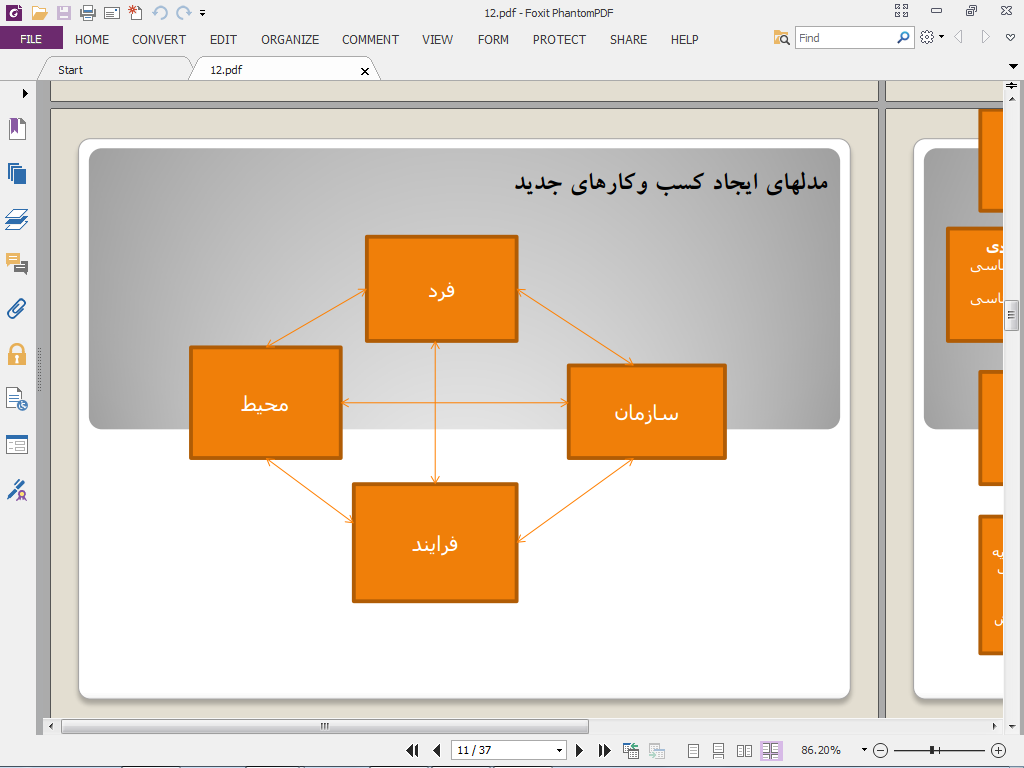 12.pdf - Foxit PhantomPDF
FILE HOME CONVERT EDIT ORGANIZE COMMENT VIEW FORM PROTECT SHARE HELP Find
Start 12.pdf
مدلهای ایجاد کسب وکارهای جدید
فرد
محیط
سازمان
فرایند
11 / 37 86.20%